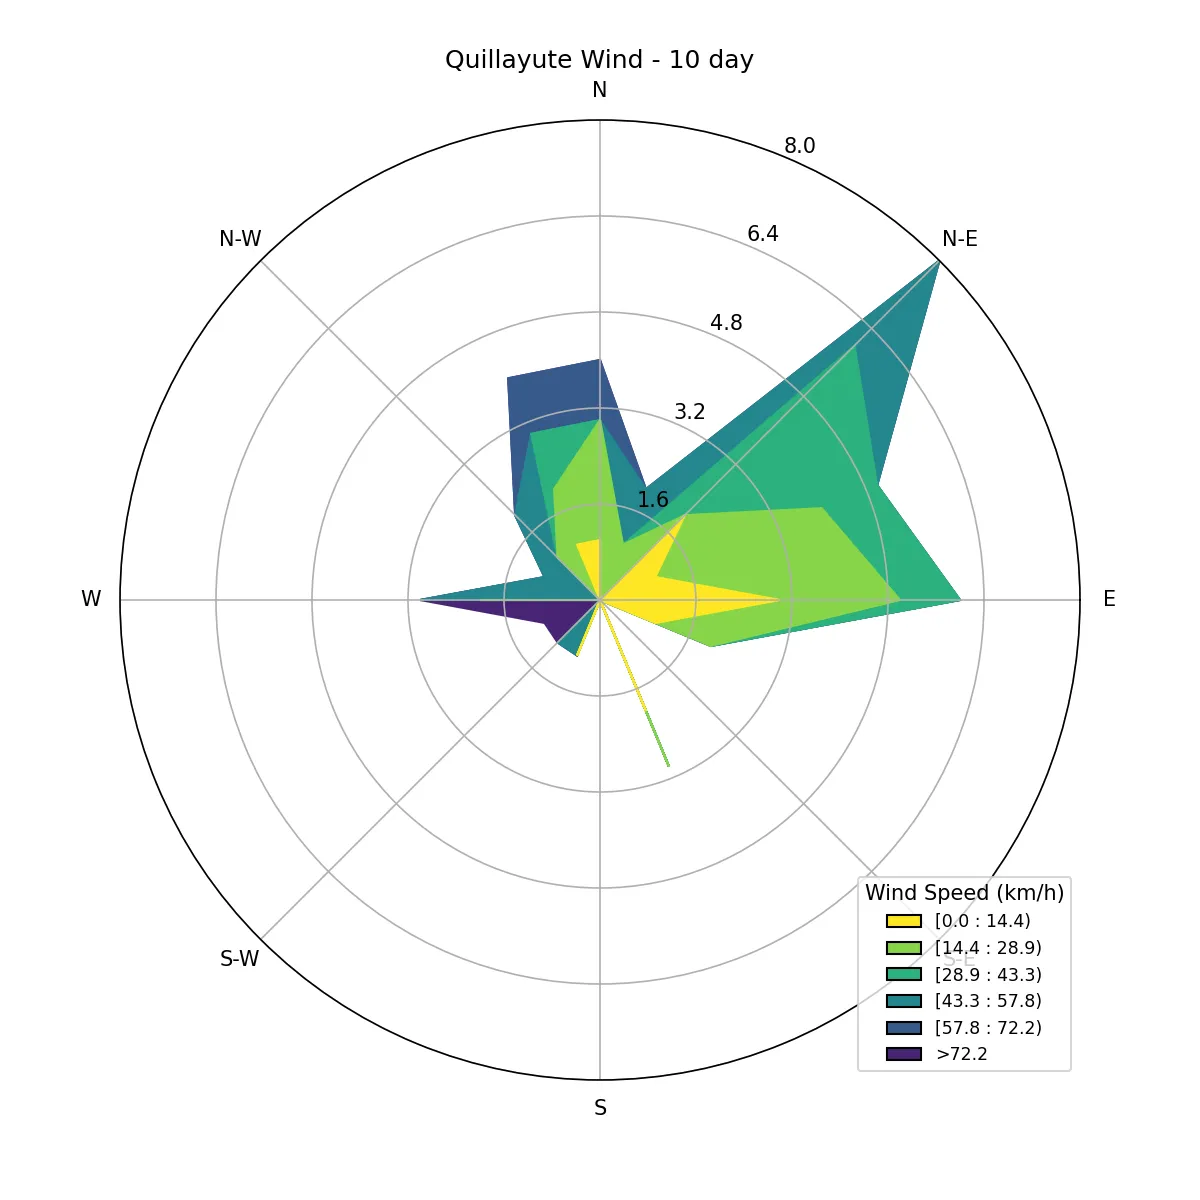 Quillayute Wind - 10 day
N
8.0
N-W
6.4
N-E
4.8
3.2
1.6
W
E
S-W
S-E
S
Wind Speed (km/h)
[0.0 : 14.4)
[14.4 : 28.9)
[28.9 : 43.3)
[43.3 : 57.8)
[57.8 : 72.2)
>72.2